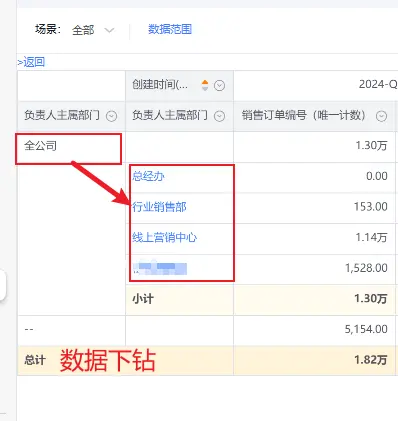 场景： 全部 数据范围
>返回
创建时间(... 2024-Q
负责人主属部门 负责人主属部门 销售订单编号（唯一计数）
全公司 1.30万
总经办 0.00
行业销售部 153.00
线上营销中心 1.14万
1,528.00
小计 1.30万
-- 5,154.00
总计 数据下钻 1.82万